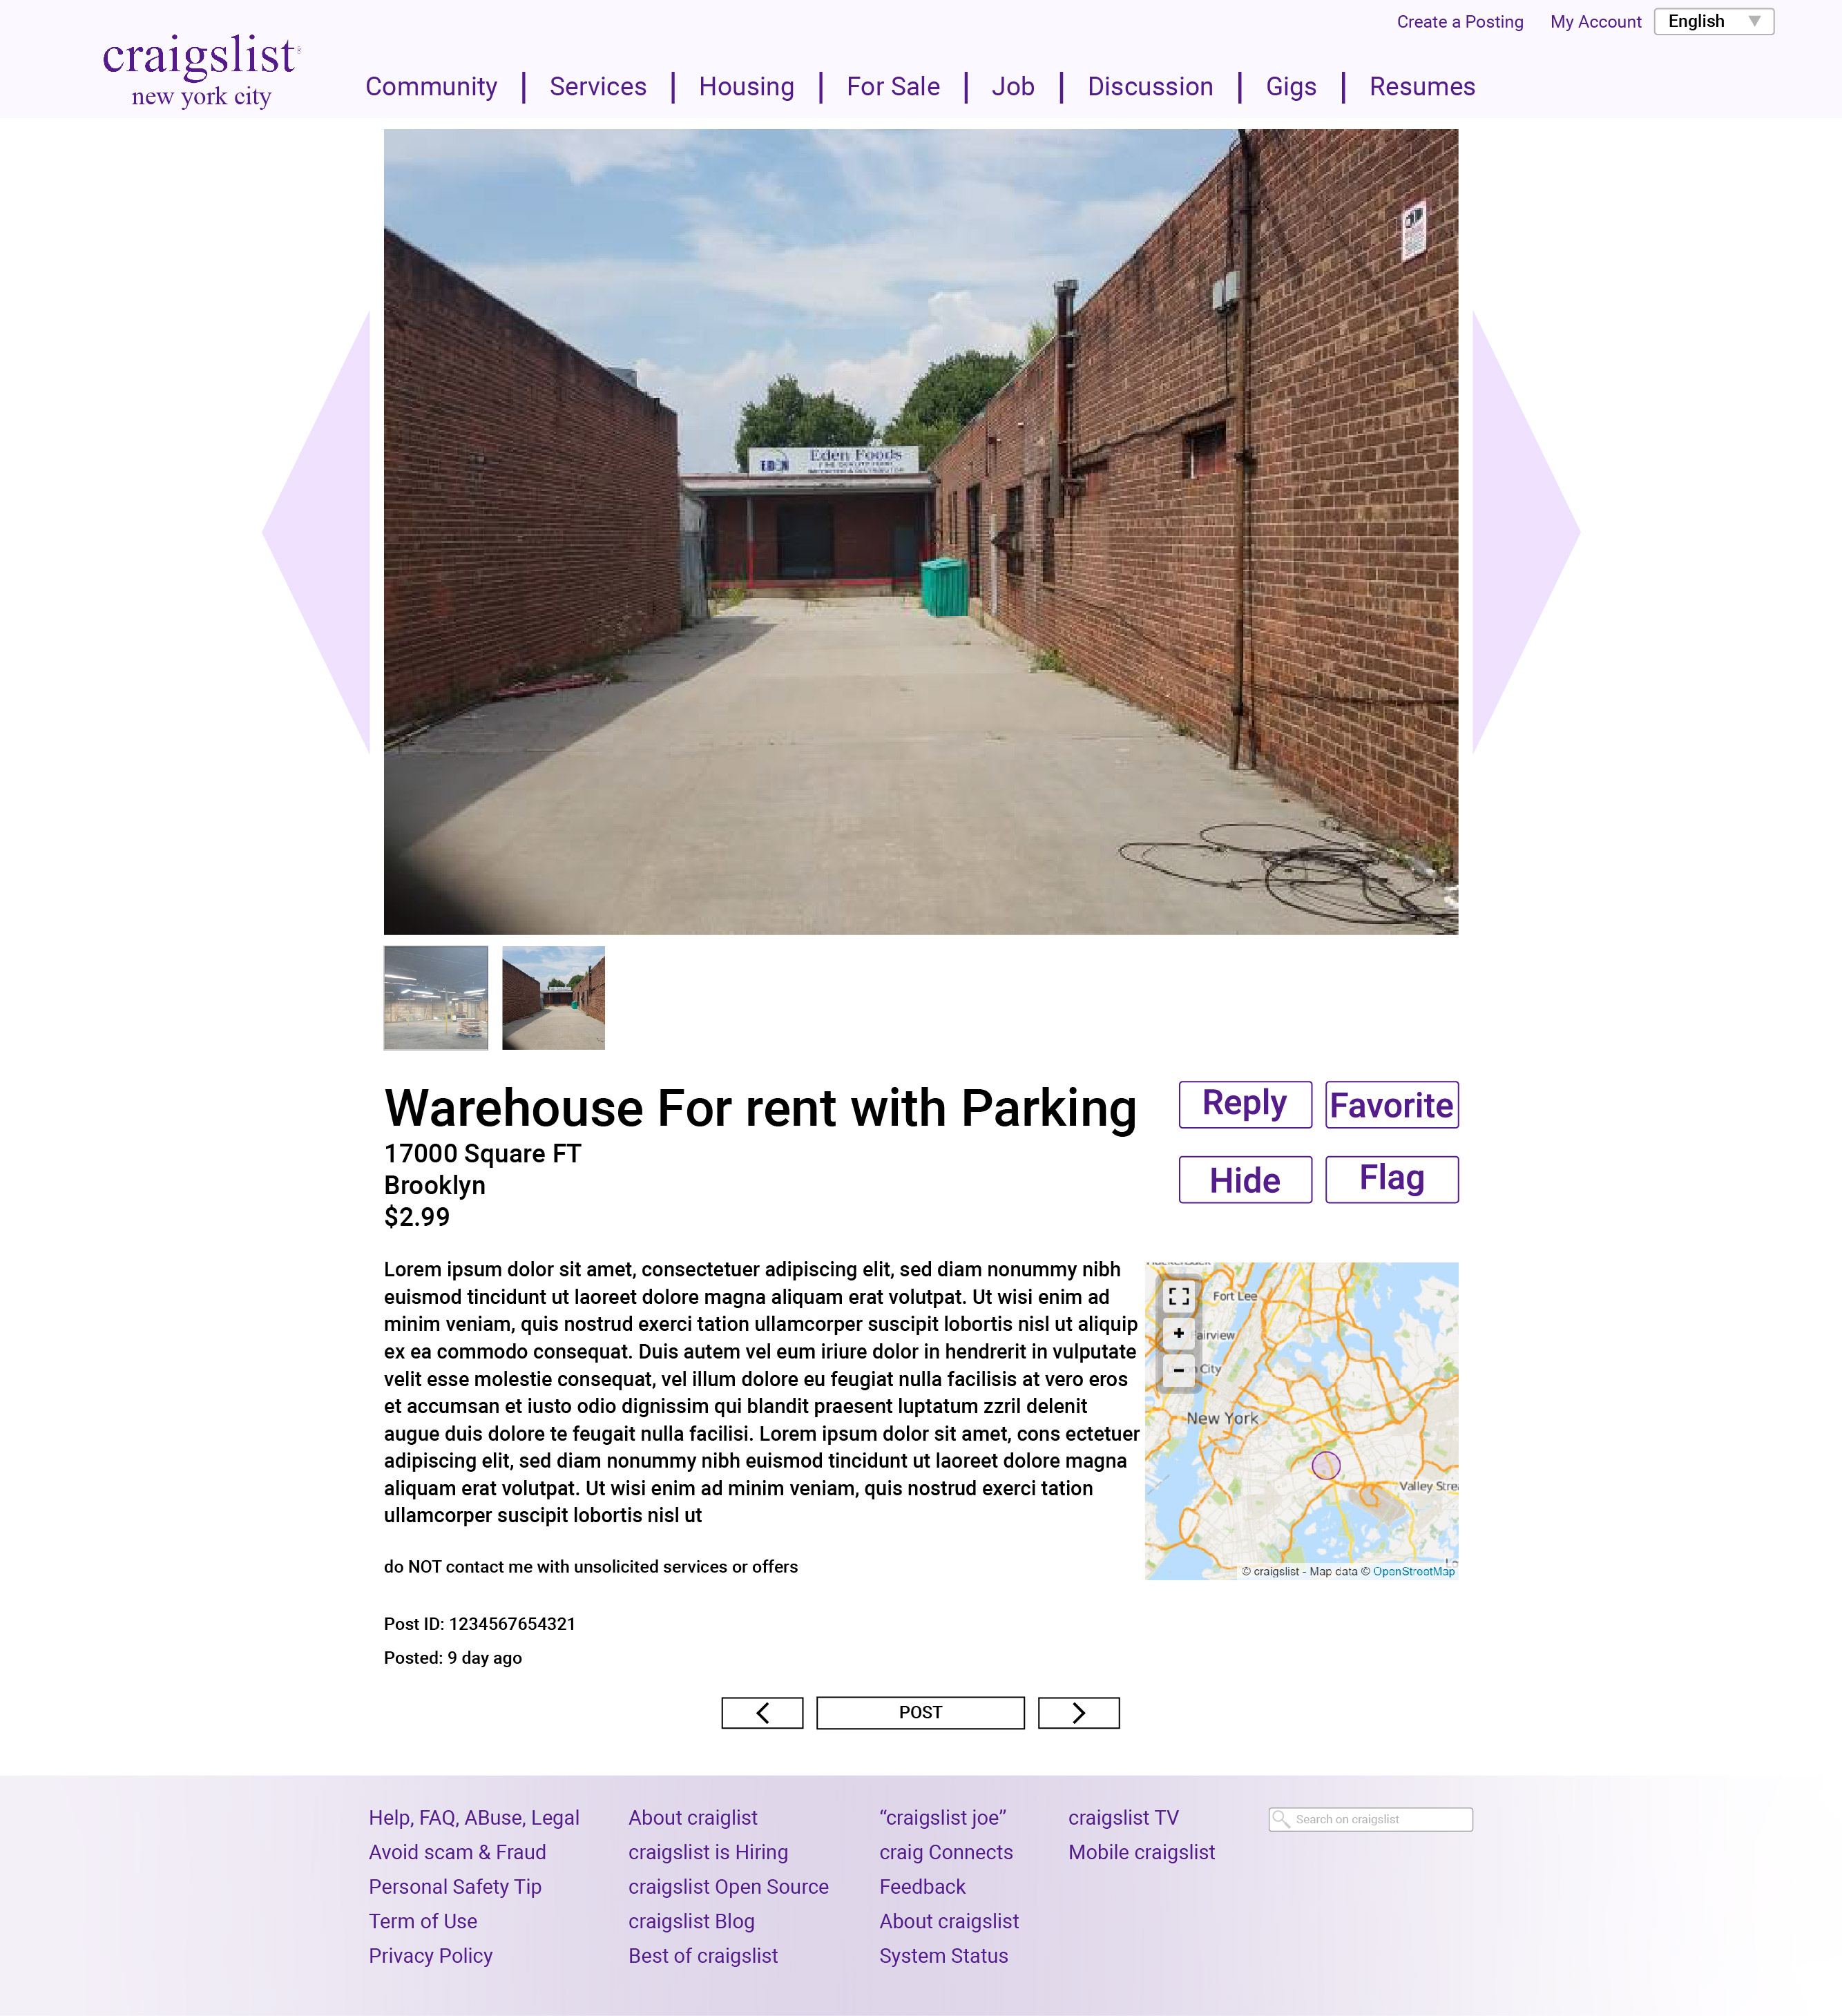 Create a Posting My Account English
craigslist
new york city
Community | Services | Housing | For Sale | Job | Discussion | Gigs | Resumes
EDEN Eden Foods
Warehouse For rent with Parking
Reply Favorite
17000 Square FT
Brooklyn
$2.99
Hide Flag
Lorem ipsum dolor sit amet, consectetuer adipiscing elit, sed diam nonummy nibh
euismod tincidunt ut laoreet dolore magna aliquam erat volutpat. Ut wisi enim ad
minim veniam, quis nostrud exerci tation ullamcorper suscipit lobortis nisl ut aliquip
ex ea commodo consequat. Duis autem vel eum iriure dolor in hendrerit in vulputate
velit esse molestie consequat, vel illum dolore eu feugiat nulla facilisis at vero eros
et accumsan et iusto odio dignissim qui blandit praesent luptatum zzril delenit
augue duis dolore te feugait nulla facilisi. Lorem ipsum dolor sit amet, cons ectetuer
adipiscing elit, sed diam nonummy nibh euismod tincidunt ut laoreet dolore magna
aliquam erat volutpat. Ut wisi enim ad minim veniam, quis nostrud exerci tation
ullamcorper suscipit lobortis nisl ut
do NOT contact me with unsolicited services or offers
Fort Lee
airview
City
New York
Valley Stre
© craigslist - Map data © OpenStreetMap
Post ID: 1234567654321
Posted: 9 day ago
POST
Help, FAQ, ABuse, Legal
Avoid scam & Fraud
Personal Safety Tip
Term of Use
Privacy Policy
About craiglist
craigslist is Hiring
craigslist Open Source
craigslist Blog
Best of craigslist
“craigslist joe”
craig Connects
Feedback
About craigslist
System Status
craigslist TV
Mobile craigslist
Search on craigslist